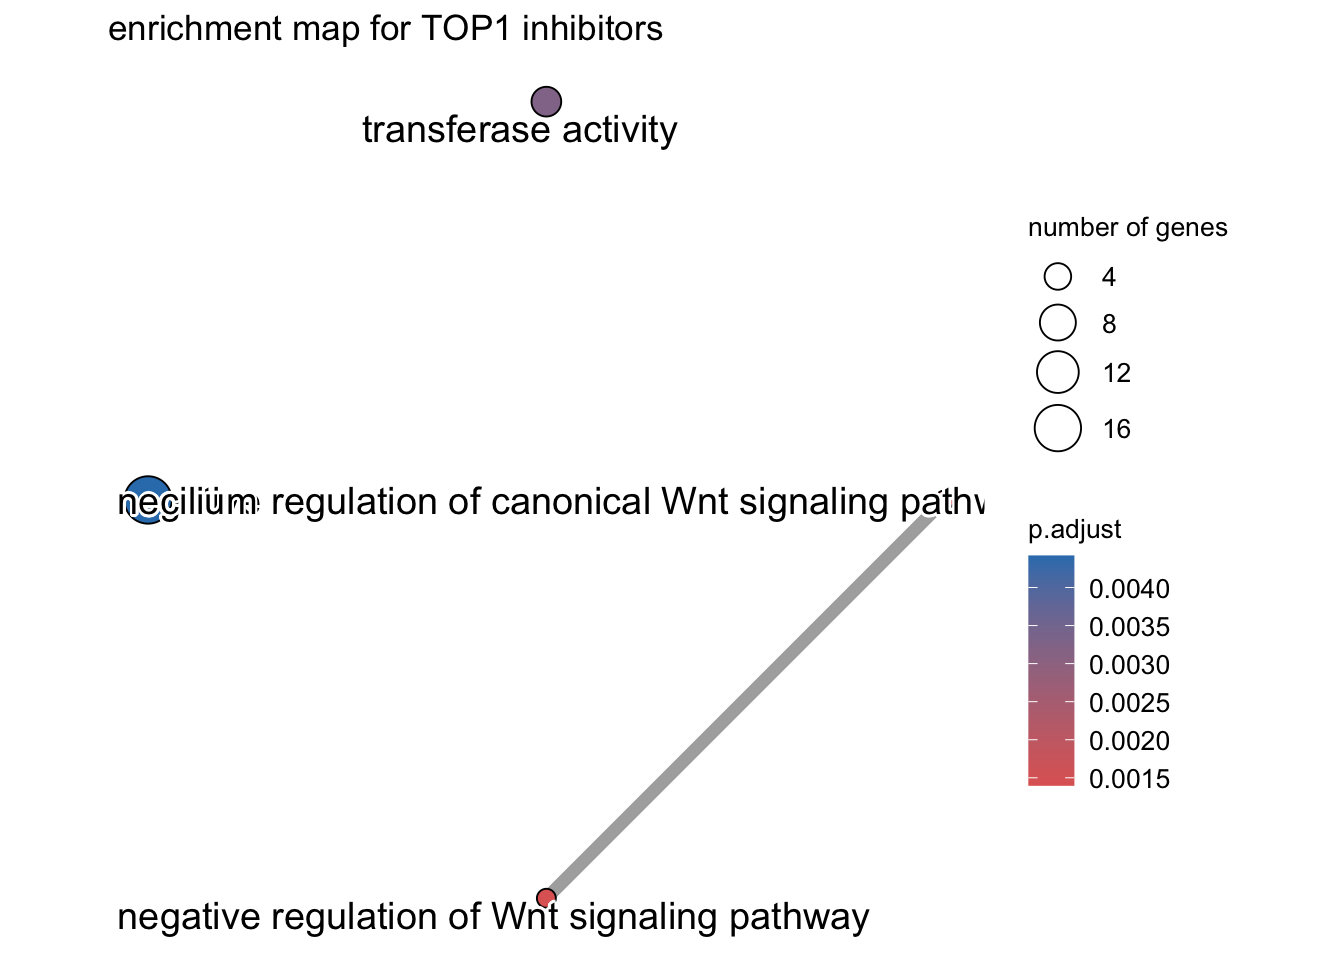 enrichment map for TOP1 inhibitors
transferase activity
number of genes
4
8
12
16
regulation of canonical Wnt signaling
p.adjust
0.0040
0.0035
0.0030
0.0025
0.0020
0.0015
negative regulation of Wnt signaling pathway